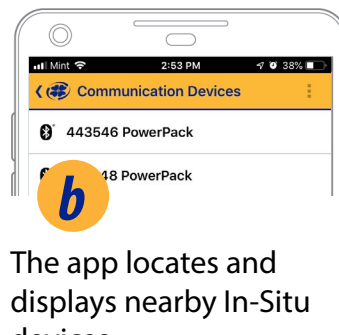 Mint 2:53 PM 38%
Communication Devices
443546 PowerPack
48 PowerPack
b
The app locates and
displays nearby In-Situ